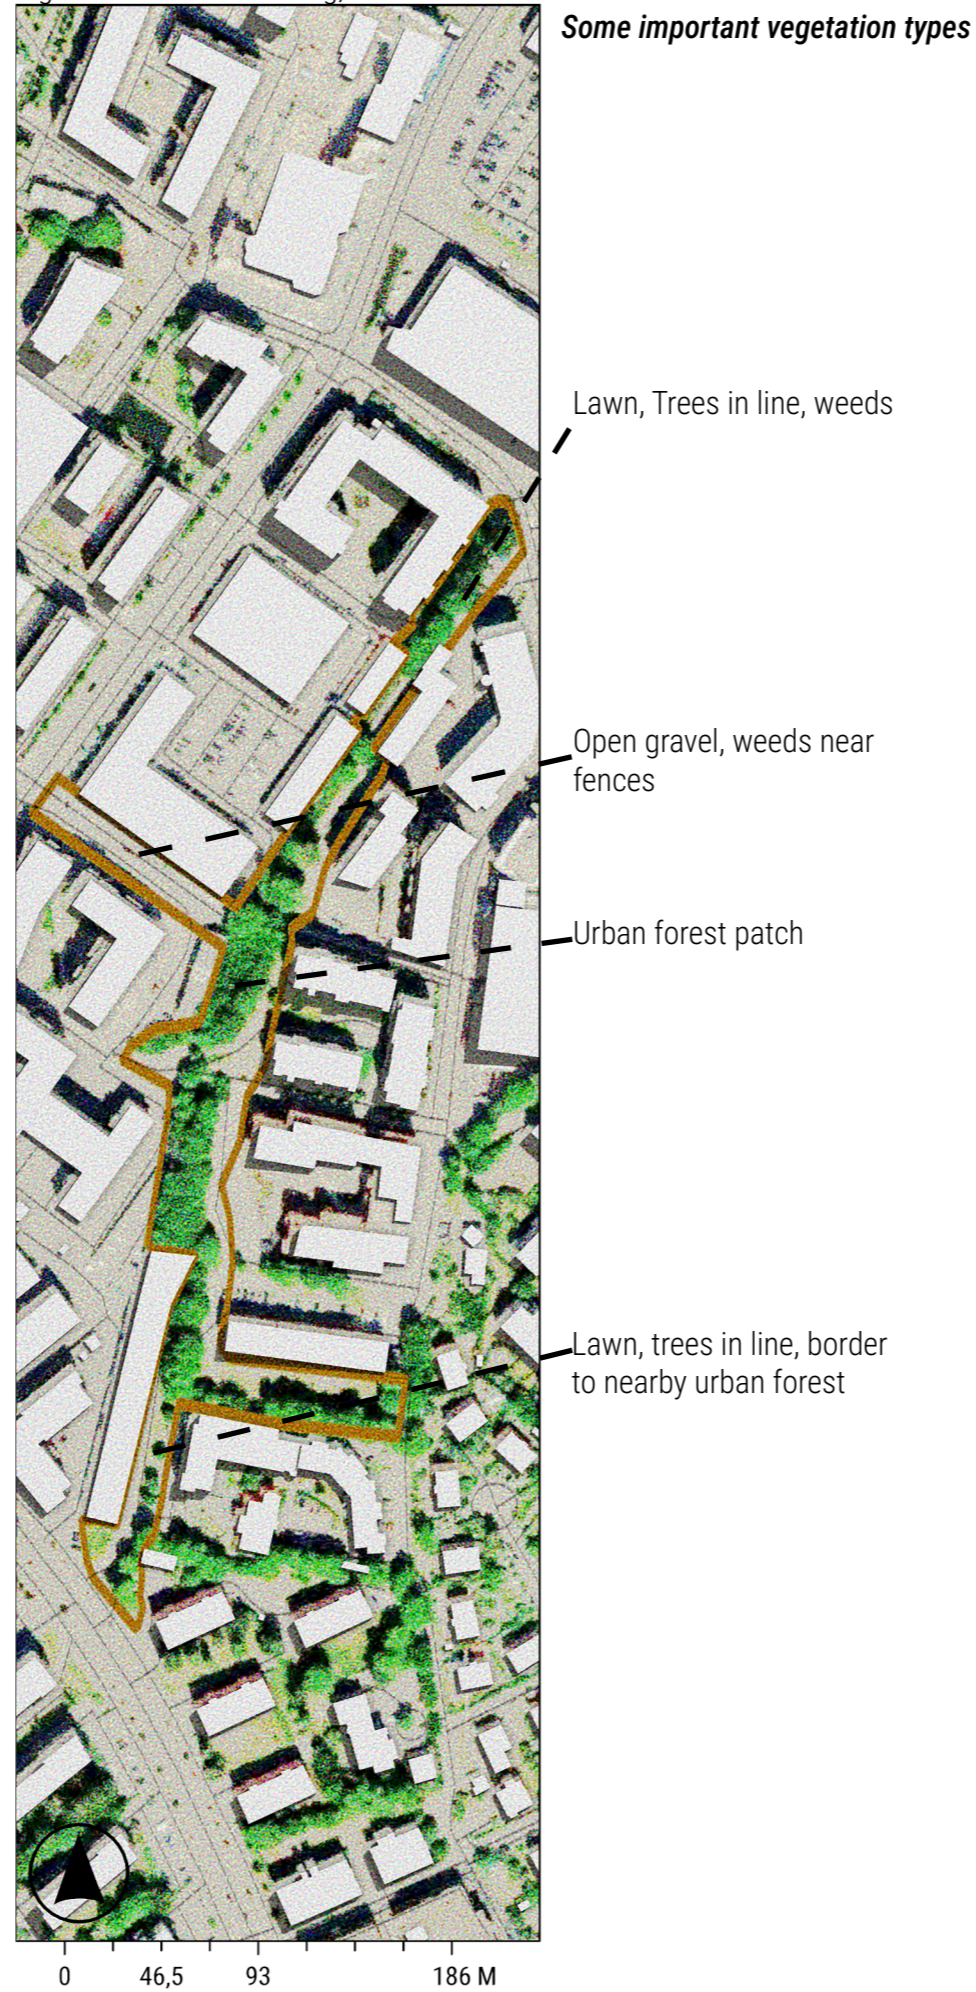 Some important vegetation types
Lawn, Trees in line, weeds
Open gravel, weeds near
fences
Urban forest patch
Lawn, trees in line, border
to nearby urban forest
0 46,5 93 186 M